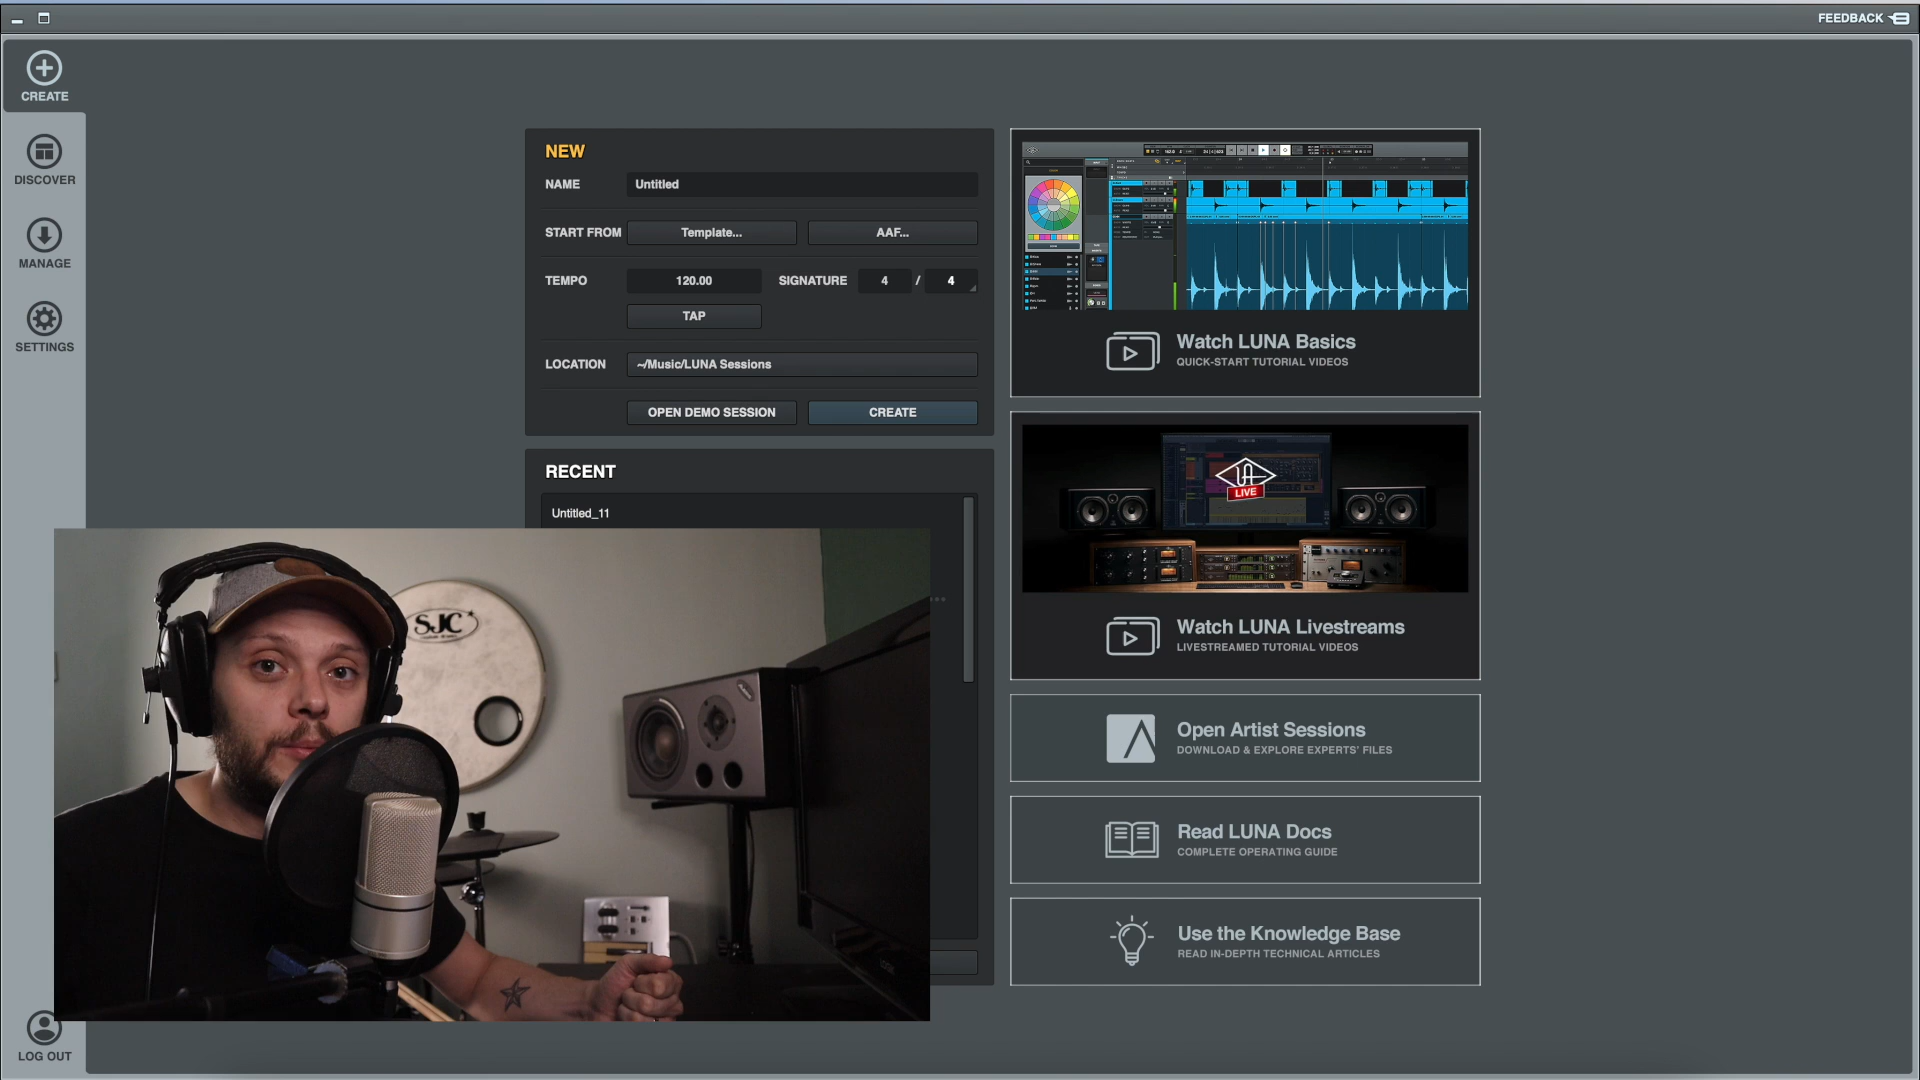 FEEDBACK
CREATE
DISCOVER
MANAGE
SETTINGS
LOG OUT
NEW
NAME Untitled
START FROM Template... AAF...
TEMPO 120.00 SIGNATURE 4 / 4
TAP
LOCATION ~/Music/LUNA Sessions
OPEN DEMO SESSION CREATE
RECENT
Untitled_11
SJC
Watch LUNA Basics
QUICK-START TUTORIAL VIDEOS
LIVE
Watch LUNA Livestreams
LIVESTREAMED TUTORIAL VIDEOS
Open Artist Sessions
DOWNLOAD & EXPLORE EXPERTS' FILES
Read LUNA Docs
COMPLETE OPERATING GUIDE
Use the Knowledge Base
READ IN-DEPTH TECHNICAL ARTICLES